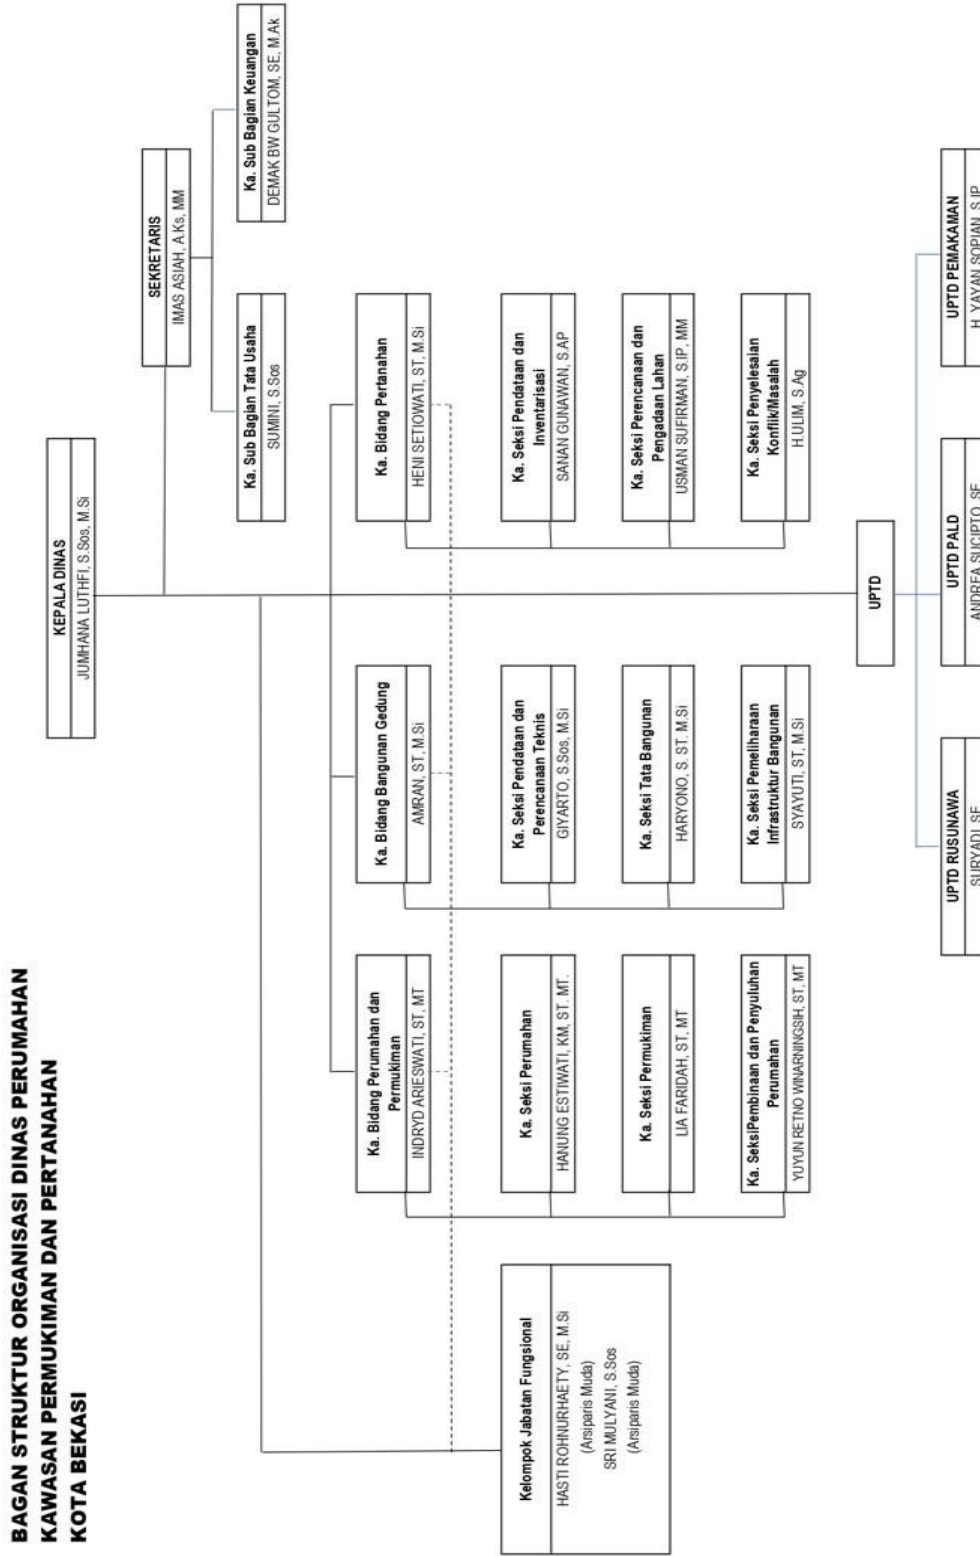 BAGAN STRUKTUR ORGANISASI DINAS PERUMAHAN
KAWASAN PERMUKIMAN DAN PERTANAHAN
KOTA BEKASI
KEPALA DINAS
JUMHANA LUTHFI, S.Sos, M.Si
SEKRETARIS
IMAS ASIAH, A.Ks, MM
Ka. Sub Bagian Tata Usaha
SUMINI, S.Sos
Ka. Sub Bagian Keuangan
DEMAK BW GULTOM, SE, M.Ak
Ka. Bidang Perumahan dan
Permukiman
INDRYD ARIESWATI, ST, MT
Ka. Bidang Bangunan Gedung
AMRAN, ST, M.Si
Ka. Bidang Pertanahan
HENI SETIOWATI, ST, M.Si
Kelompok Jabatan Fungsional
HASTI ROHNURHAETY, SE, M.Si
(Arsiparis Muda)
SRI MULYANI, S.Sos
(Arsiparis Muda)
Ka. Seksi Perumahan
HANUNG ESTIWATI, KM, ST. MT.
Ka. Seksi Pendataan dan
Perencanaan Teknis
GIYARTO, S.Sos, M.Si
Ka. Seksi Pendataan dan
Inventarisasi
SANAN GUNAWAN, S.AP
Ka. Seksi Permukiman
LIA FARIDAH, ST, MT
Ka. Seksi Tata Bangunan
HARYONO, S. ST, M.Si
Ka. Seksi Perencanaan dan
Pengadaan Lahan
USMAN SUFIRMAN, S.IP, MM
Ka. SeksiPembinaan dan Penyuluhan
Perumahan
YUYUN RETNO WINARNINGSIH, ST, MT
Ka. Seksi Pemeliharaan
Infrastruktur Bangunan
SYAYUTI, ST, M.Si
Ka. Seksi Penyelesaian
Konflik/Masalah
H.ULIM, S.Ag
UPTD
UPTD RUSUNAWA
SURYADI, SE
UPTD PALD
ANDREA SUCIPTO, SE
UPTD PEMAKAMAN
H. YAYAN SOPIAN, S.IP